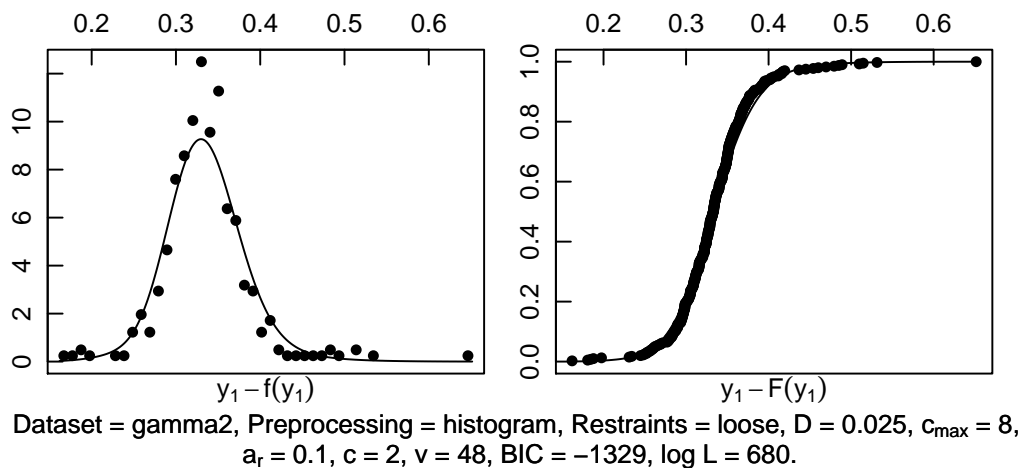 0.2 0.3 0.4 0.5 0.6
0 2 4 6 8 10
y₁ − f(y₁)
0.2 0.3 0.4 0.5 0.6
0.0 0.2 0.4 0.6 0.8 1.0
y₁ − F(y₁)
Dataset = gamma2, Preprocessing = histogram, Restraints = loose, D = 0.025, cₘₐₓ = 8,
aᵣ = 0.1, c = 2, v = 48, BIC = −1329, log L = 680.